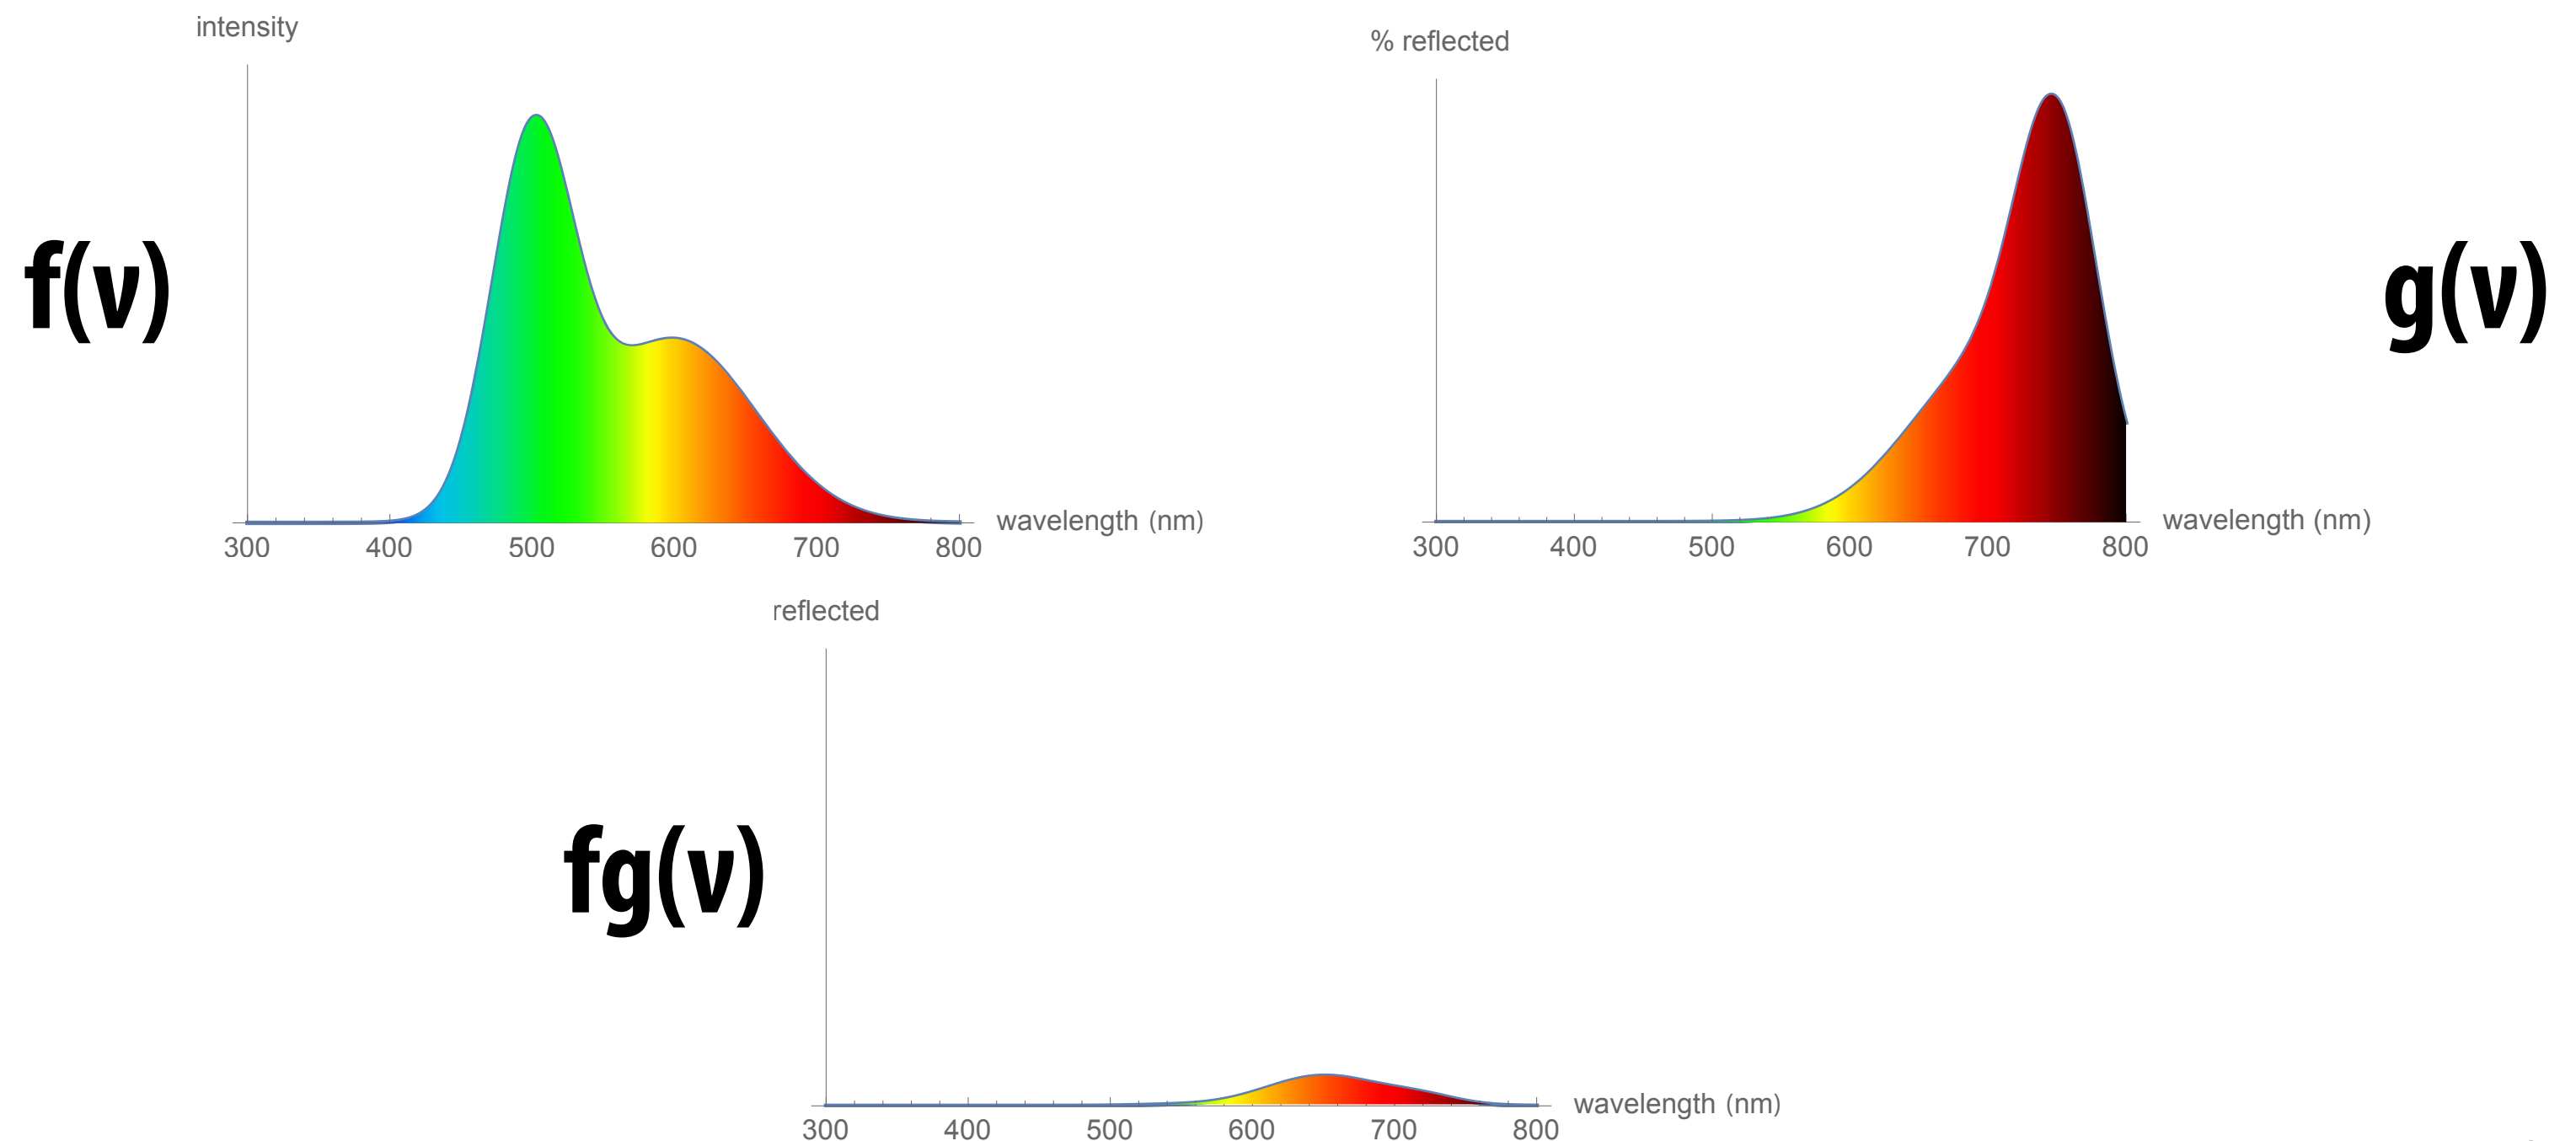 intensity
f(ν)
300 400 500 600 700 800
wavelength (nm)
% reflected
g(ν)
300 400 500 600 700 800
wavelength (nm)
reflected
fg(ν)
300 400 500 600 700 800
wavelength (nm)